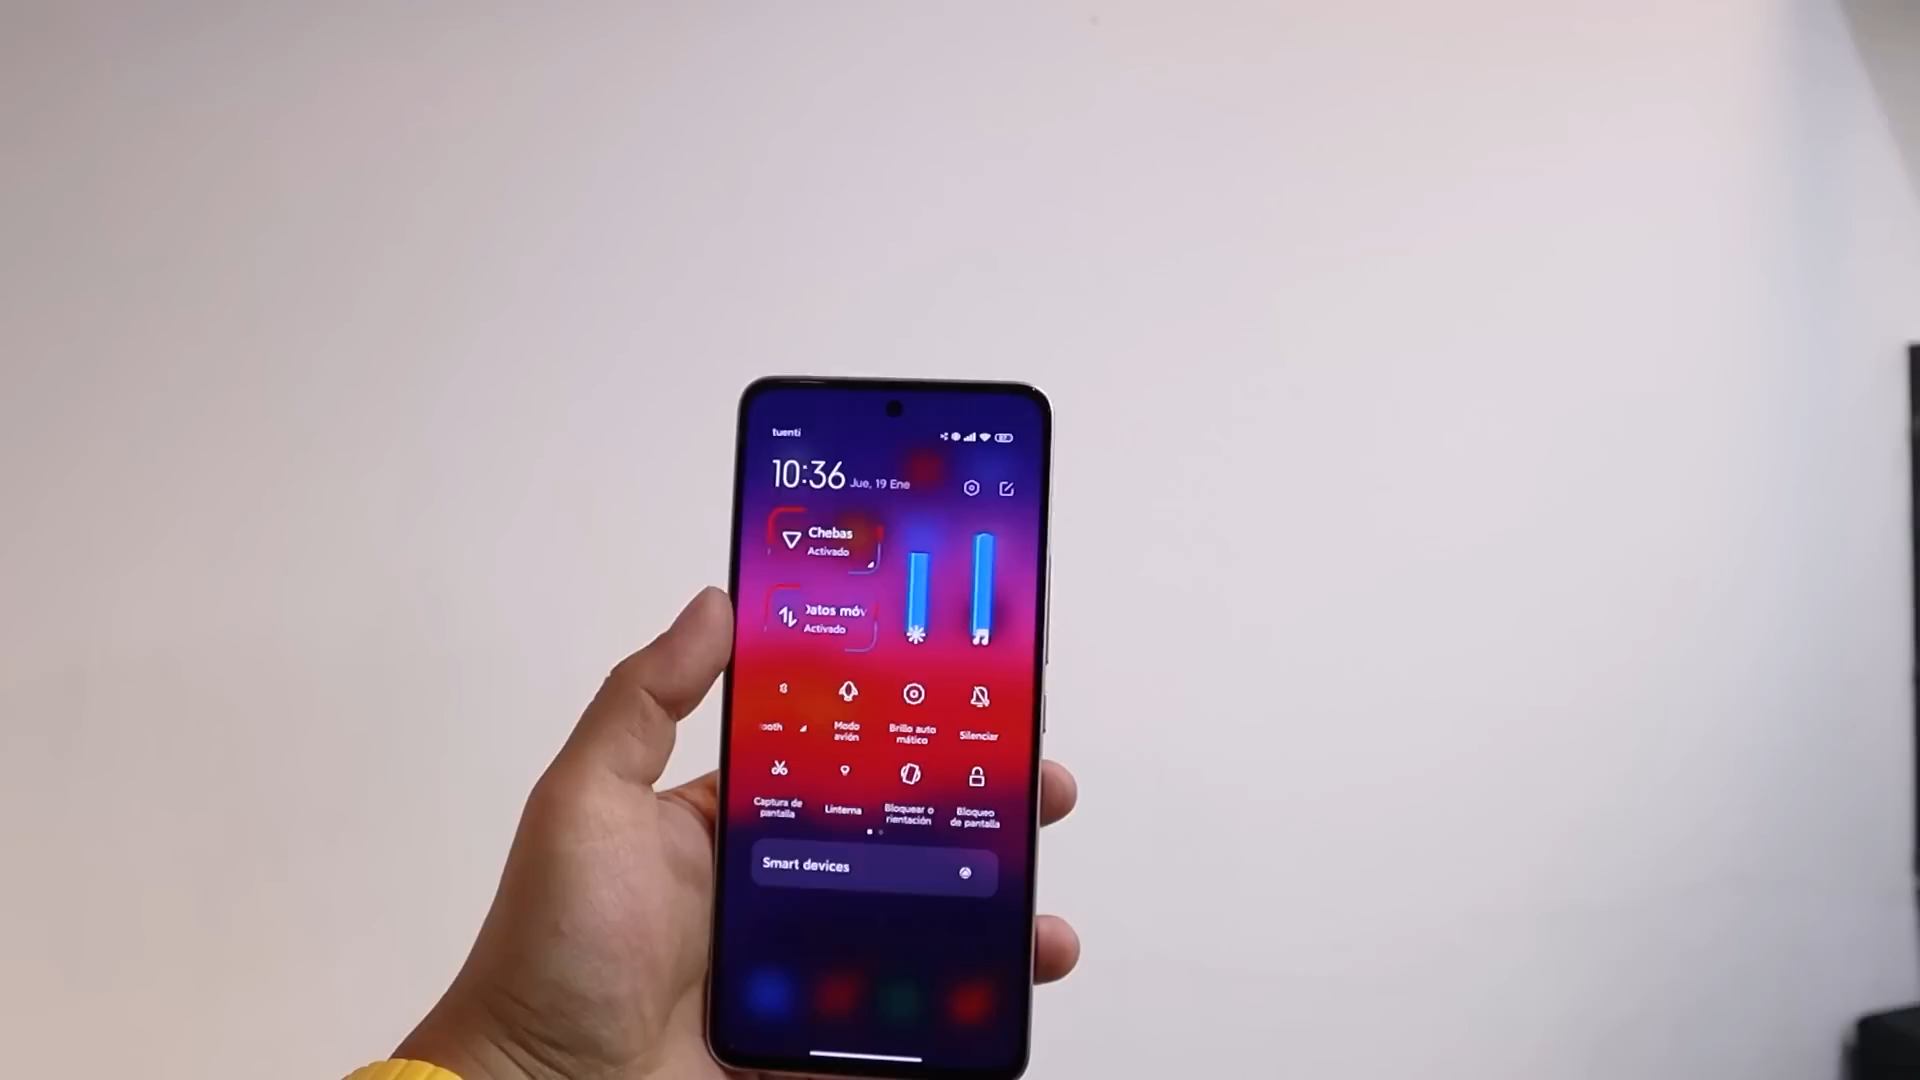 tuenti
10:36 Jue, 19 Ene
Chebas
Activado
Datos móv
Activado
ooth
Modo
avión
Brillo auto
mático
Silenciar
Captura de
pantalla
Linterna
Bloquear o
rientación
Bloqueo
de pantalla
Smart devices